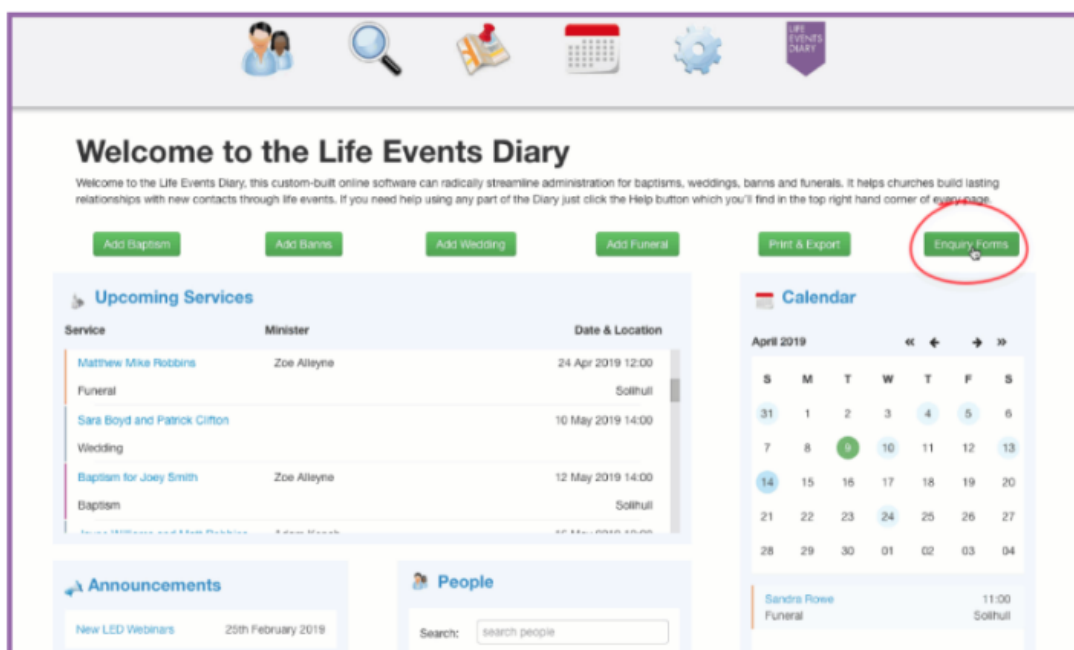 LIFE
EVENTS
DIARY
Welcome to the Life Events Diary
Welcome to the Life Events Diary, this custom-built online software can radically streamline administration for baptisms, weddings, banns and funerals. It helps churches build lasting
relationships with new contacts through life events. If you need help using any part of the Diary just click the Help button which you'll find in the top right hand corner of every page.
Add Baptism Add Banns Add Wedding Add Funeral Print & Export Enquiry Forms
Upcoming Services
Service Minister Date & Location
Matthew Mike Robbins Zoe Alleyne 24 Apr 2019 12:00
Funeral Solihull
Sara Boyd and Patrick Clifton 10 May 2019 14:00
Wedding
Baptism for Joey Smith Zoe Alleyne 12 May 2019 14:00
Baptism Solihull
Calendar
April 2019 « »
S M T W T F S
31 1 2 3 4 5 6
7 8 9 10 11 12 13
14 15 16 17 18 19 20
21 22 23 24 25 26 27
28 29 30 01 02 03 04
Sandra Rowe 11:00
Funeral Solihull
Announcements
New LED Webinars 25th February 2019
People
Search: search people